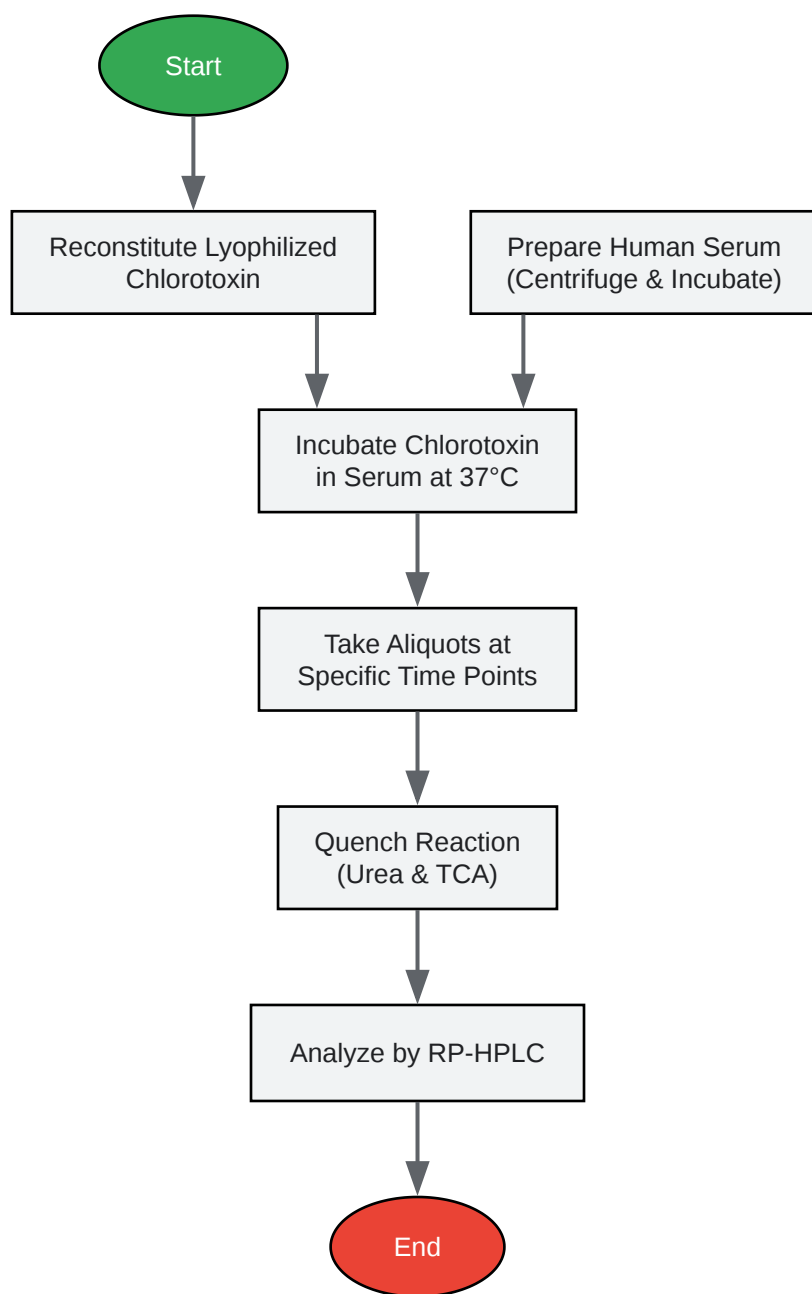 Start
Reconstitute Lyophilized
Chlorotoxin
Prepare Human Serum
(Centrifuge & Incubate)
Incubate Chlorotoxin
in Serum at 37°C
Take Aliquots at
Specific Time Points
Quench Reaction
(Urea & TCA)
Analyze by RP-HPLC
End